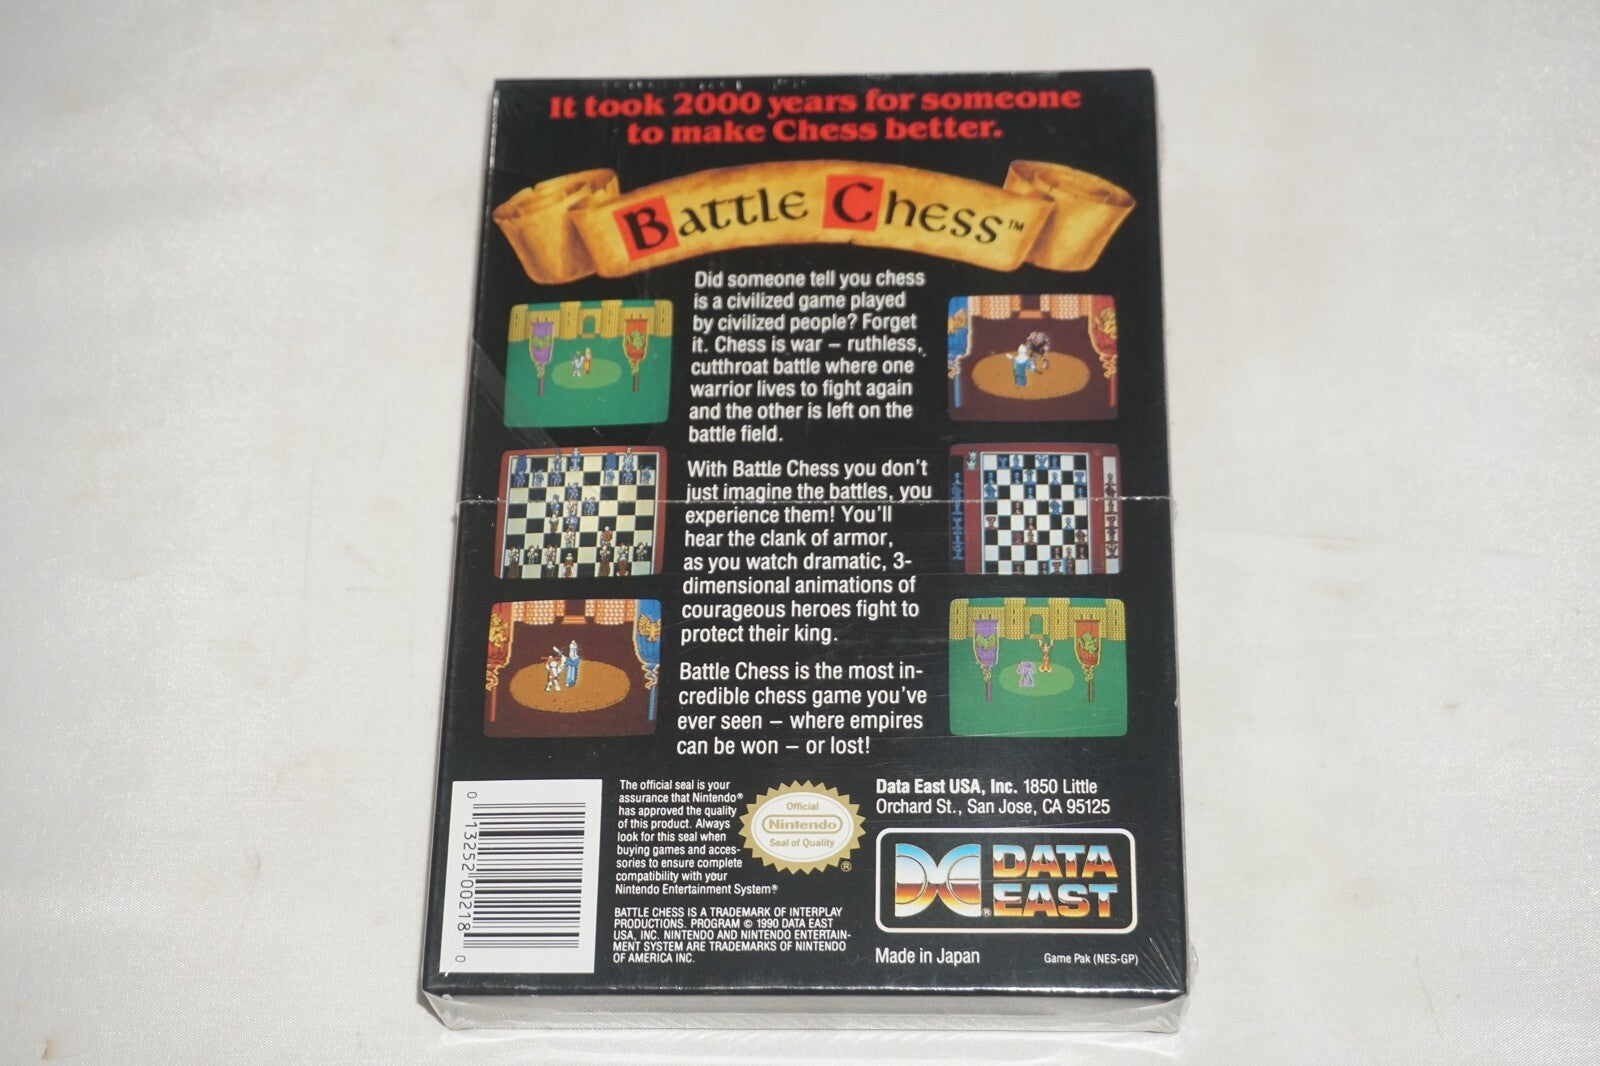 It took 2000 years for someone
to make Chess better.
Battle Chess™
Did someone tell you chess
is a civilized game played
by civilized people? Forget
it. Chess is war – ruthless,
cutthroat battle where one
warrior lives to fight again
and the other is left on the
battle field.
With Battle Chess you don't
just imagine the battles, you
experience them! You'll
hear the clank of armor,
as you watch dramatic, 3-
dimensional animations of
courageous heroes fight to
protect their king.
Battle Chess is the most in-
credible chess game you've
ever seen – where empires
can be won – or lost!
0 13252 00218 0
The official seal is your
assurance that Nintendo®
has approved the quality
of this product. Always
look for this seal when
buying games and acces-
sories to ensure complete
compatibility with your
Nintendo Entertainment System®
Official
Nintendo
Seal of Quality
®
BATTLE CHESS IS A TRADEMARK OF INTERPLAY
PRODUCTIONS. PROGRAM © 1990 DATA EAST
USA, INC. NINTENDO AND NINTENDO ENTERTAIN-
MENT SYSTEM ARE TRADEMARKS OF NINTENDO
OF AMERICA INC.
Data East USA, Inc. 1850 Little
Orchard St., San Jose, CA 95125
DATA
EAST
®
Made in Japan
Game Pak (NES-GP)